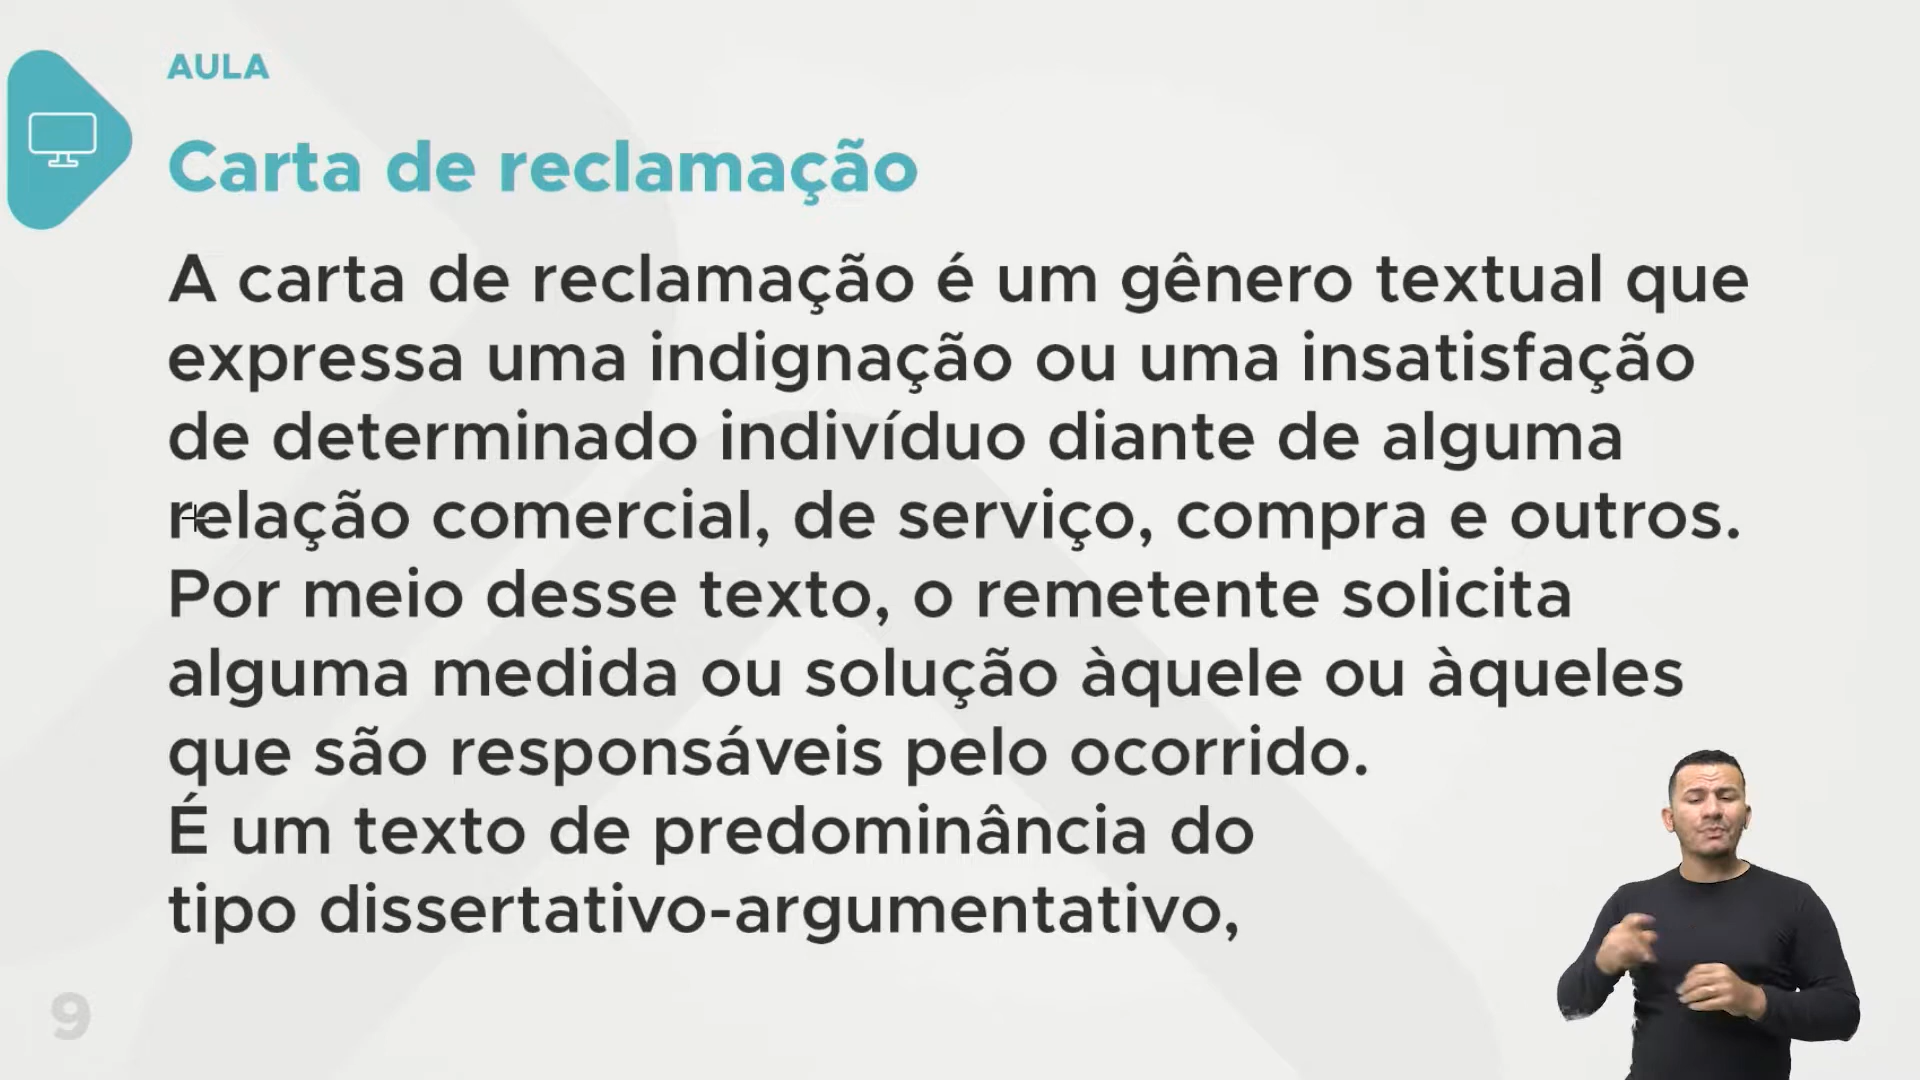 AULA
Carta de reclamação
A carta de reclamação é um gênero textual que
expressa uma indignação ou uma insatisfação
de determinado indivíduo diante de alguma
relação comercial, de serviço, compra e outros.
Por meio desse texto, o remetente solicita
alguma medida ou solução àquele ou àqueles
que são responsáveis pelo ocorrido.
É um texto de predominância do
tipo dissertativo-argumentativo,
9